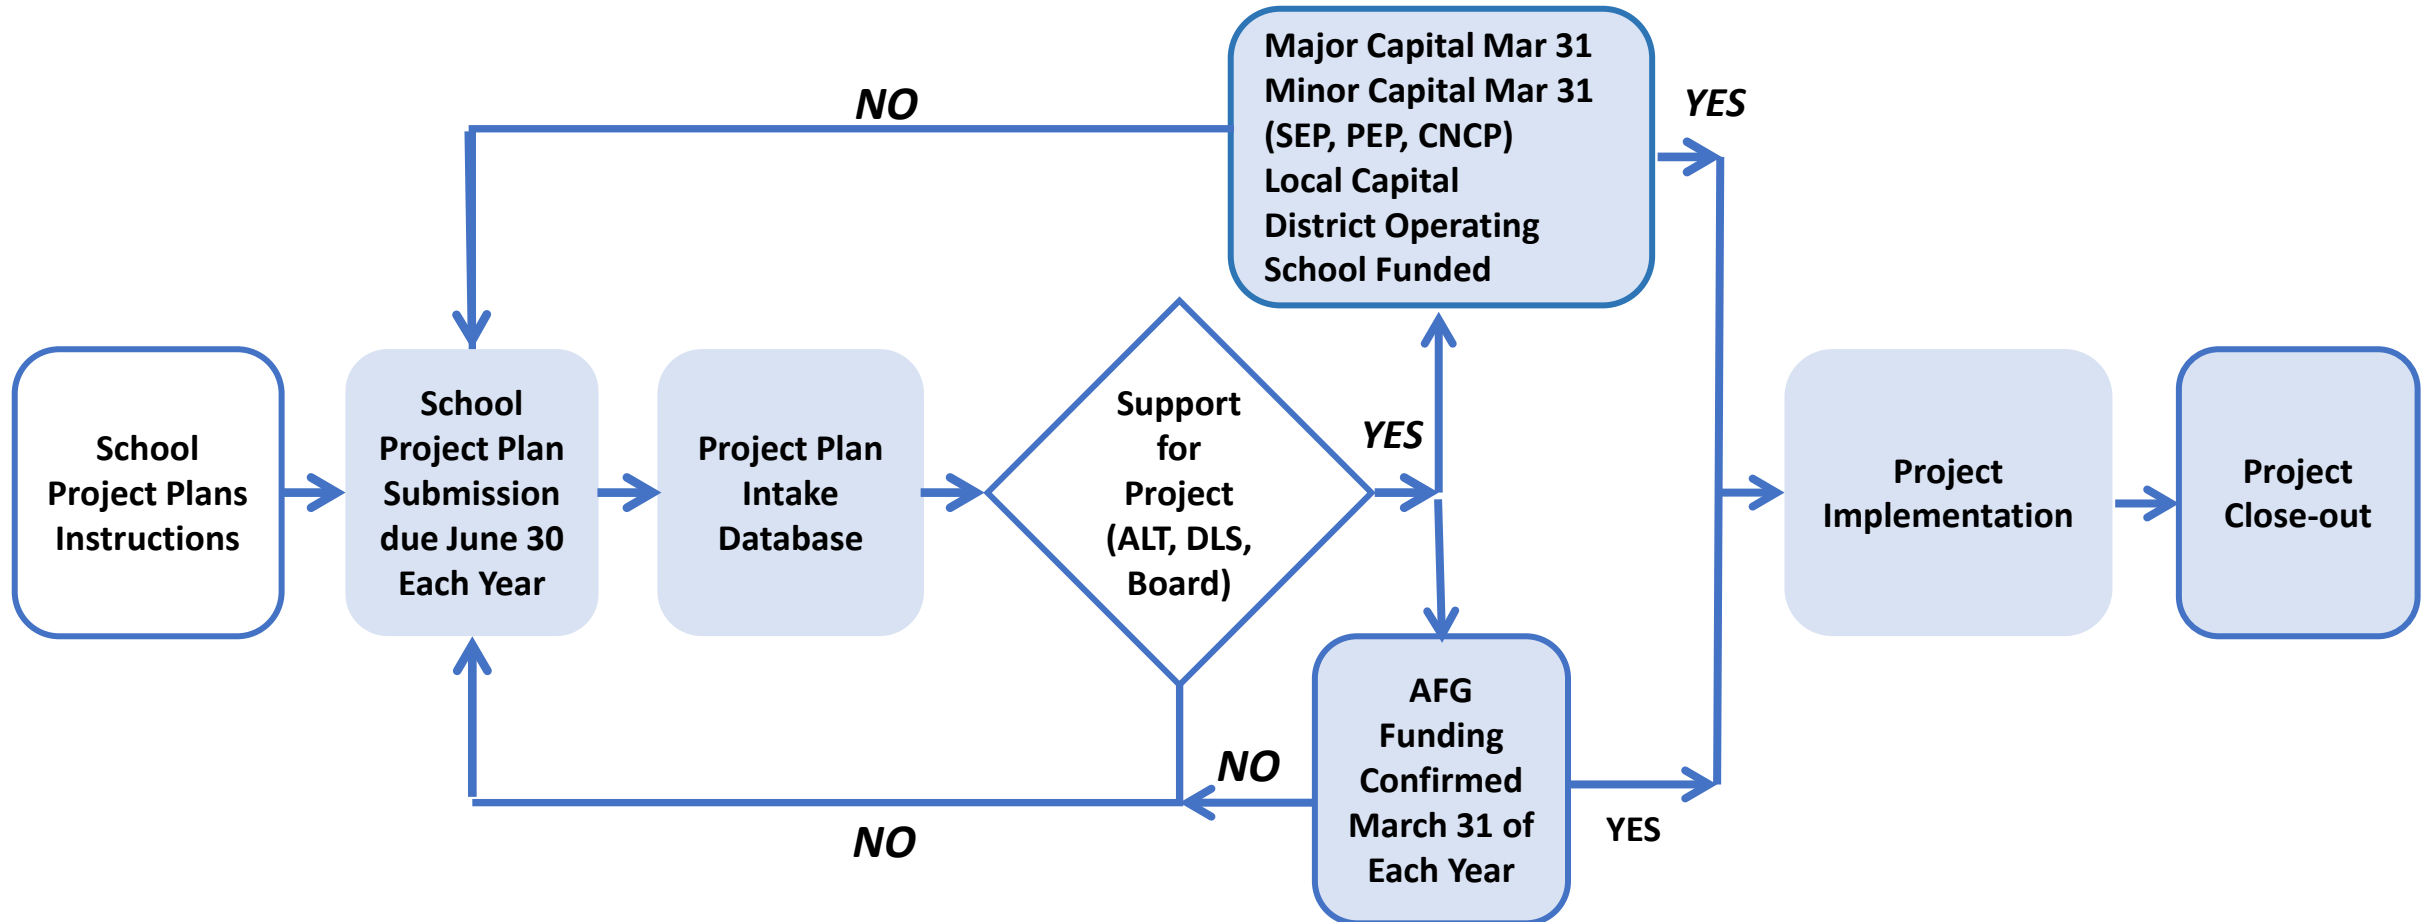 Major Capital Mar 31
Minor Capital Mar 31
(SEP, PEP, CNCP)
Local Capital
District Operating
School Funded
NO
YES
School
Project Plans
Instructions
School
Project Plan
Submission
due June 30
Each Year
Project Plan
Intake
Database
Support
for
Project
(ALT, DLS,
Board)
YES
Project
Implementation
Project
Close-out
AFG
Funding
Confirmed
March 31 of
Each Year
NO
NO
YES